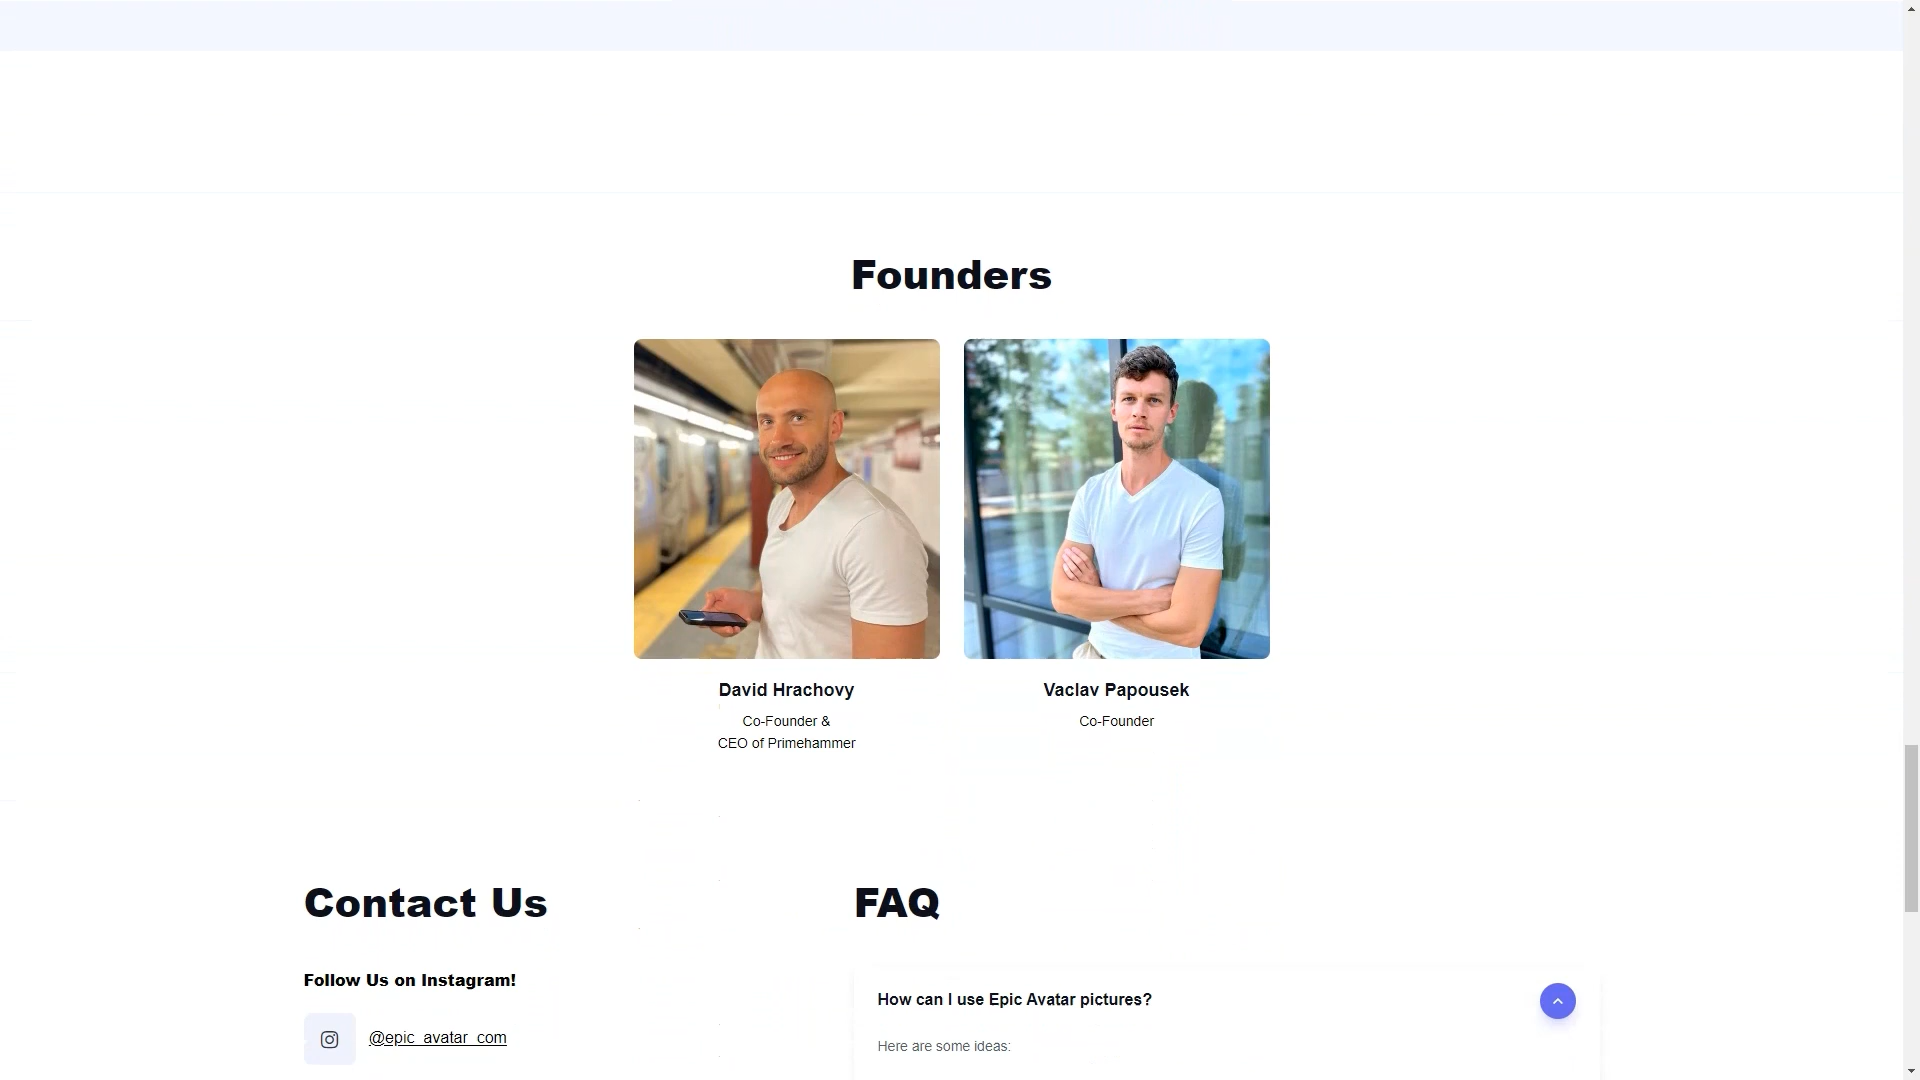 Founders
David Hrachovy
Co-Founder &
CEO of Primehammer
Vaclav Papousek
Co-Founder
Contact Us
Follow Us on Instagram!
@epic_avatar_com
FAQ
How can I use Epic Avatar pictures?
Here are some ideas: